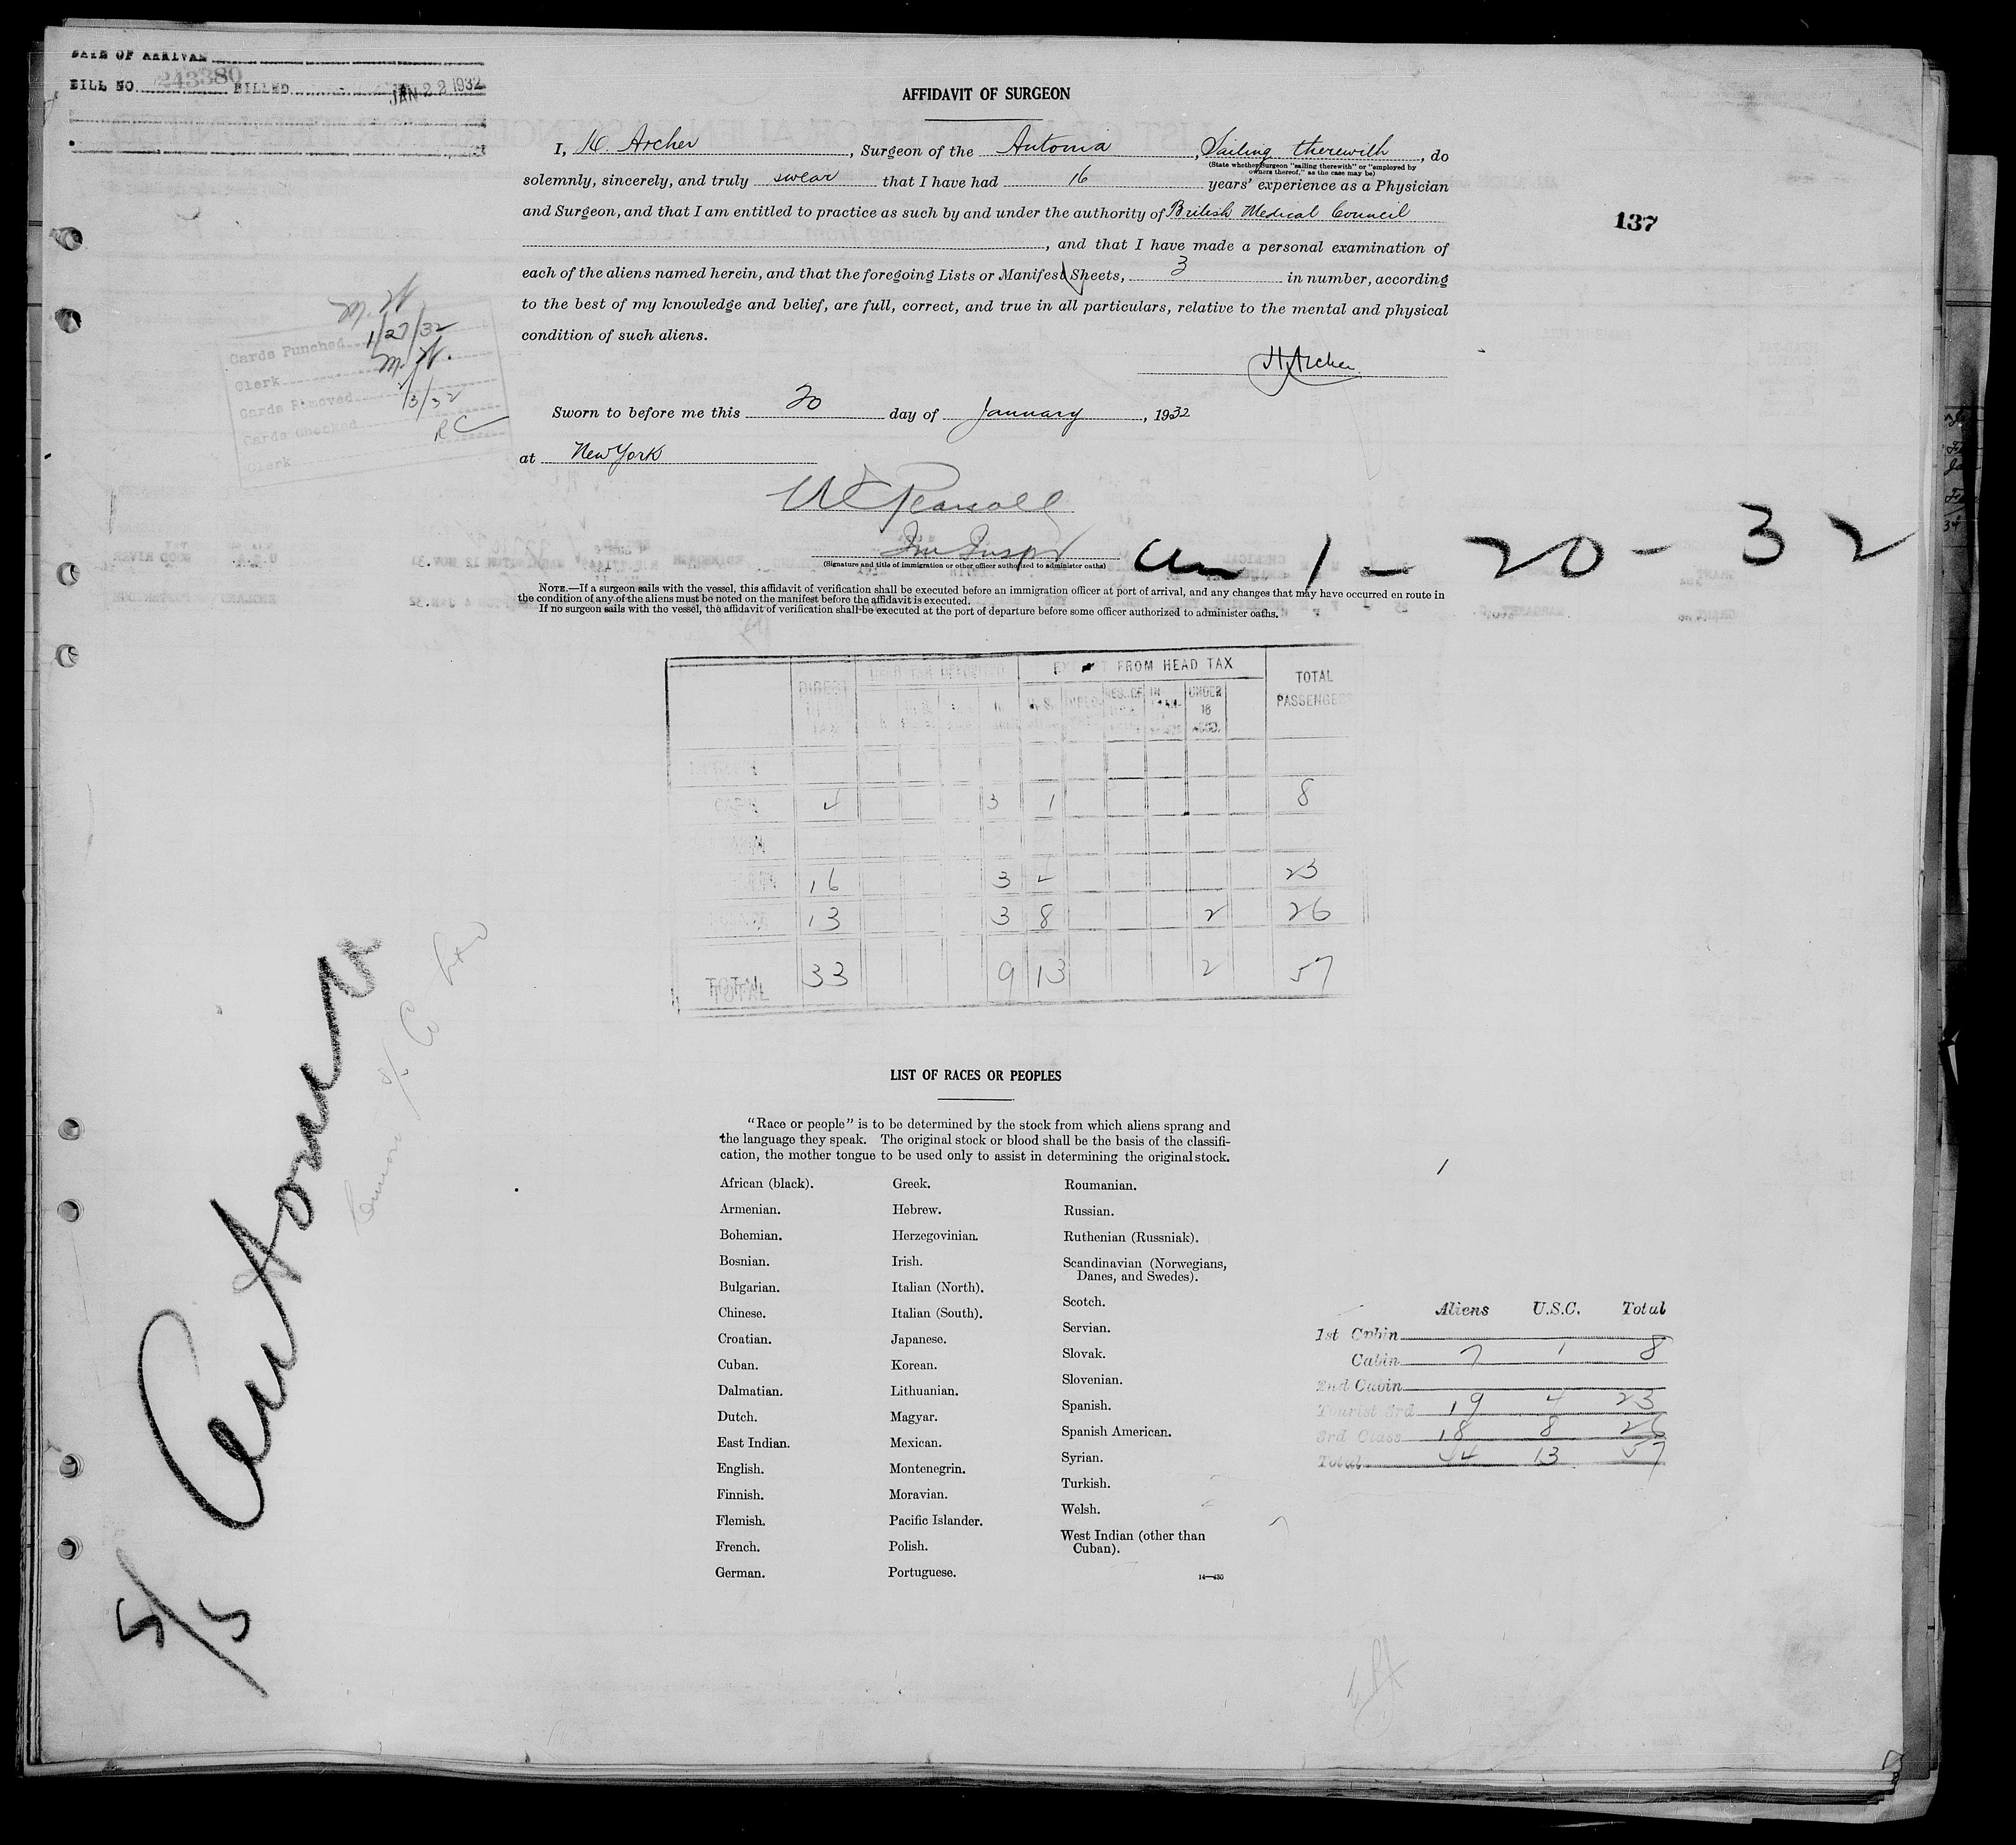 DATE OF ARRIVAL
BILL NO. 243380 BILLED JAN 22 1932
AFFIDAVIT OF SURGEON
137
I, H. Archer, Surgeon of the Antonia, Sailing therewith, do
(State whether Surgeon "sailing therewith" or "employed by
owners thereof," as the case may be)
solemnly, sincerely, and truly swear that I have had 16 years' experience as a Physician
and Surgeon, and that I am entitled to practice as such by and under the authority of British Medical Council
, and that I have made a personal examination of
each of the aliens named herein, and that the foregoing Lists or Manifest Sheets, 3 in number, according
to the best of my knowledge and belief, are full, correct, and true in all particulars, relative to the mental and physical
condition of such aliens.
H Archer
Cards Punched 1/27/32
Clerk M.H.
Cards Removed
Cards Checked 3/32
Clerk RC
Sworn to before me this 20 day of January, 1932
at New York
(Signature and title of immigration or other officer authorized to administer oaths)
1 - 20 - 32
NOTE.—If a surgeon sails with the vessel, this affidavit of verification shall be executed before an immigration officer at port of arrival, and any changes that may have occurred en route in
the condition of any of the aliens must be noted on the manifest before the affidavit is executed.
If no surgeon sails with the vessel, the affidavit of verification shall be executed at the port of departure before some officer authorized to administer oaths.
HEAD TAX DEPOSITED FROM HEAD TAX TOTAL PASSENGERS
DIRECT HEAD TAX U.S. UNDER 16 ACCD.
CABIN 4 3 1 8
16 3 4 23
13 3 8 2 26
TOTAL 33 9 13 2 57
LIST OF RACES OR PEOPLES
"Race or people" is to be determined by the stock from which aliens sprang and
the language they speak. The original stock or blood shall be the basis of the classifi-
cation, the mother tongue to be used only to assist in determining the original stock.
African (black).
Armenian.
Bohemian.
Bosnian.
Bulgarian.
Chinese.
Croatian.
Cuban.
Dalmatian.
Dutch.
East Indian.
English.
Finnish.
Flemish.
French.
German.
Greek.
Hebrew.
Herzegovinian.
Irish.
Italian (North).
Italian (South).
Japanese.
Korean.
Lithuanian.
Magyar.
Mexican.
Montenegrin.
Moravian.
Pacific Islander.
Polish.
Portuguese.
Roumanian.
Russian.
Ruthenian (Russniak).
Scandinavian (Norwegians,
Danes, and Swedes).
Scotch.
Servian.
Slovak.
Slovenian.
Spanish.
Spanish American.
Syrian.
Turkish.
Welsh.
West Indian (other than
Cuban).
14—430
Aliens U.S.C. Total
1st Cabin
Cabin 7 1 8
2nd Cabin
Tourist 3rd 19 4 23
3rd Class 18 8 26
Total 44 13 57
Antonia
5/5